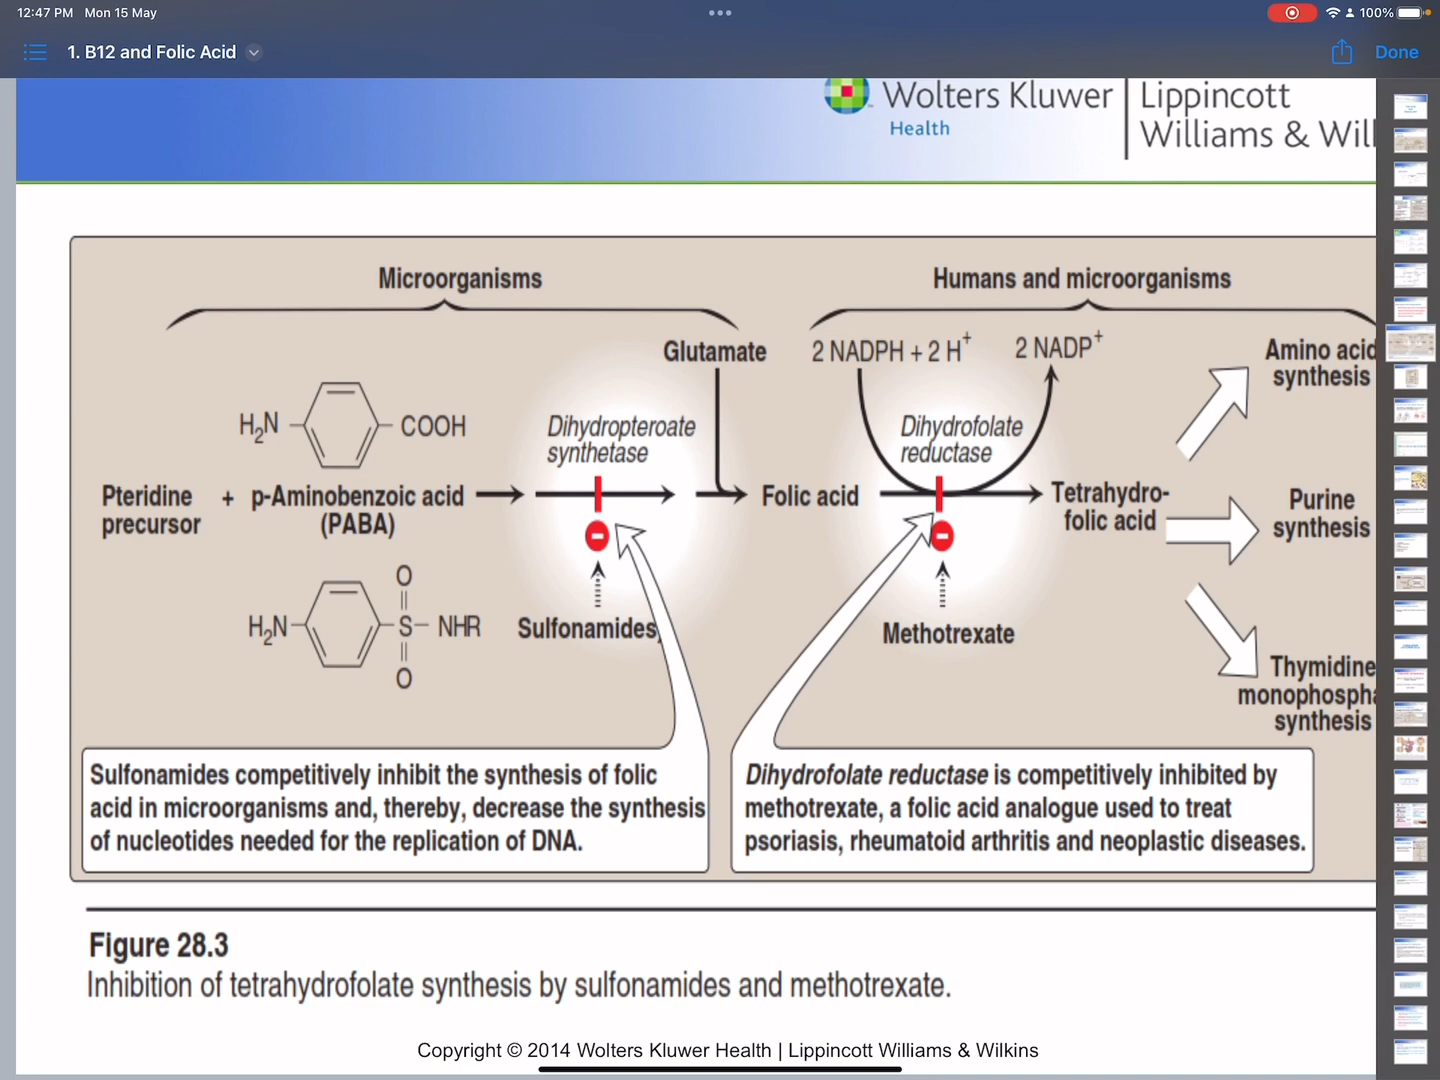 12:47 PM Mon 15 May
100%
1. B12 and Folic Acid
Done
Wolters Kluwer
Health
Lippincott
Williams & Wil
Microorganisms
Humans and microorganisms
Glutamate
2 NADPH + 2 H+
2 NADP+
Amino acid
synthesis
H2N
COOH
Dihydropteroate
synthetase
Dihydrofolate
reductase
Pteridine
precursor
+
p-Aminobenzoic acid
(PABA)
Folic acid
Tetrahydro-
folic acid
Purine
synthesis
O
H2N
S
NHR
O
Sulfonamides
Methotrexate
Thymidine
monophospha
synthesis
Sulfonamides competitively inhibit the synthesis of folic
acid in microorganisms and, thereby, decrease the synthesis
of nucleotides needed for the replication of DNA.
Dihydrofolate reductase is competitively inhibited by
methotrexate, a folic acid analogue used to treat
psoriasis, rheumatoid arthritis and neoplastic diseases.
Figure 28.3
Inhibition of tetrahydrofolate synthesis by sulfonamides and methotrexate.
Copyright © 2014 Wolters Kluwer Health | Lippincott Williams & Wilkins